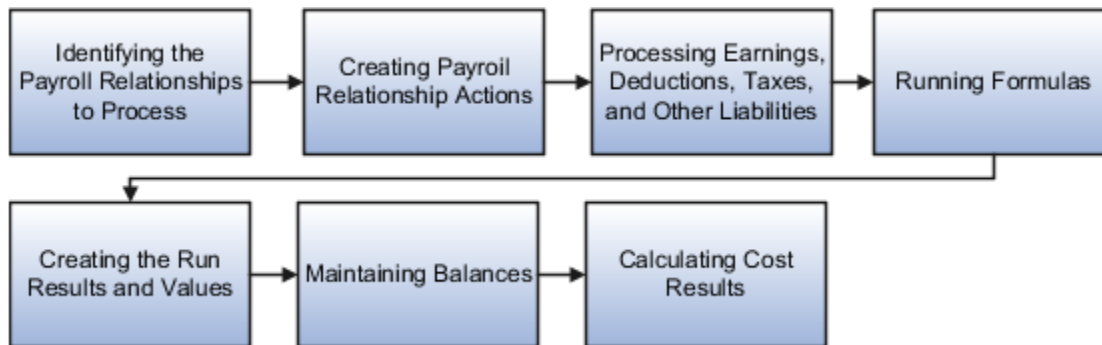 Identifying the
Payroll Relationships
to Process
Creating Payroil
Relationship Actions
Processing Earnings,
Deductions, Taxes,
and Other Liabilities
Running Formulas
Creating the Run
Results and Values
Maintaining Balances
Calculating Cost
Results